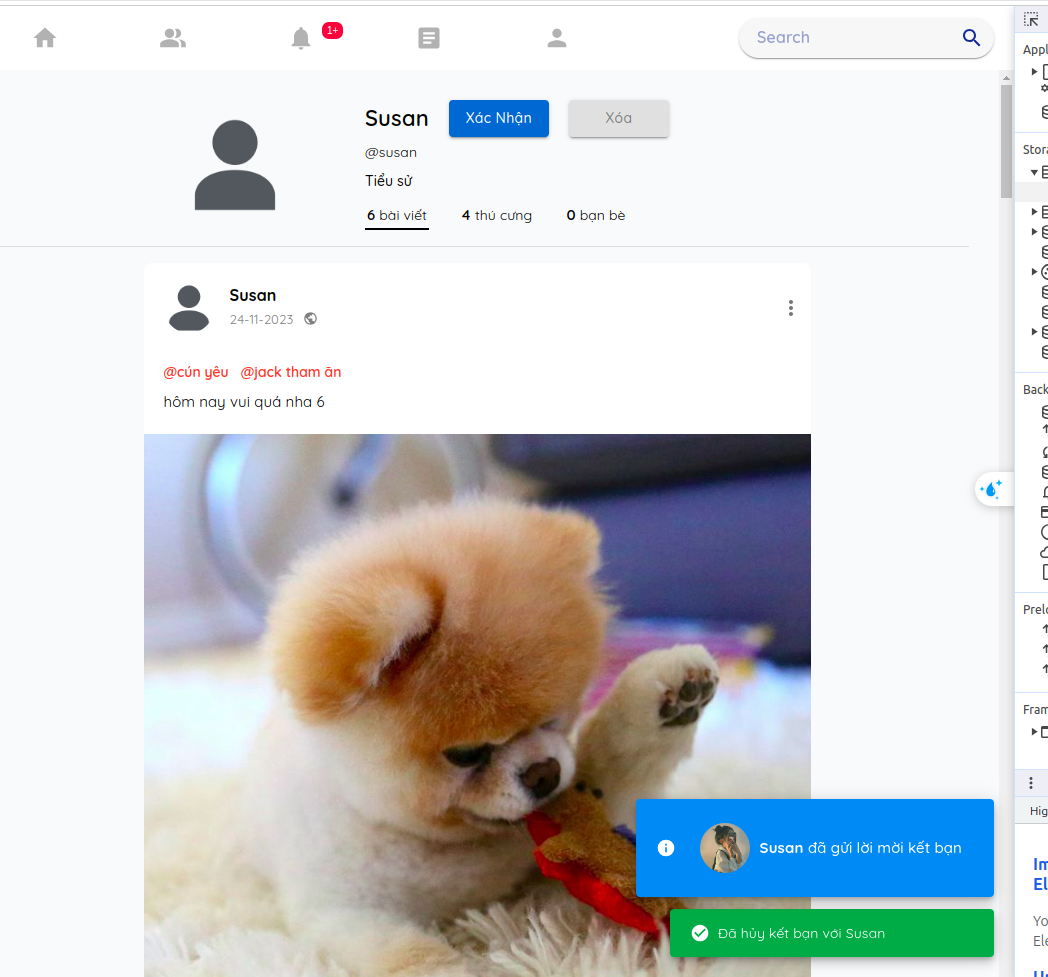 1+
Search
Susan
Xác Nhận
Xóa
@susan
Tiểu sử
6 bài viết
4 thú cưng
0 bạn bè
Susan
24-11-2023
@cún yêu @jack tham ăn
hôm nay vui quá nha 6
Susan đã gửi lời mời kết bạn
Đã hủy kết bạn với Susan
Appl
Stora
Back
Prelo
Fram
Hig
Im
El
Yo
Ele